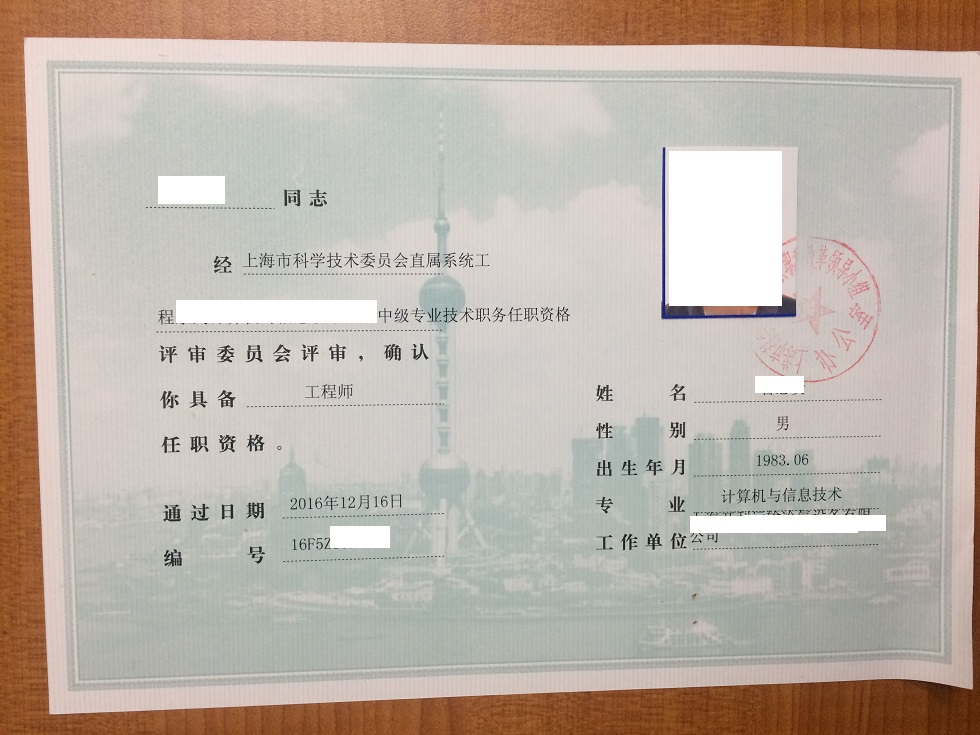 同志
经 上海市科学技术委员会直属系统工
程 中级专业技术职务任职资格
评审委员会评审，确认
你具备 工程师
任职资格。
通过日期 2016年12月16日
编号 16F5Z
姓名
性别 男
出生年月 1983.06
专业 计算机与信息技术
工作单位 公司
办公室